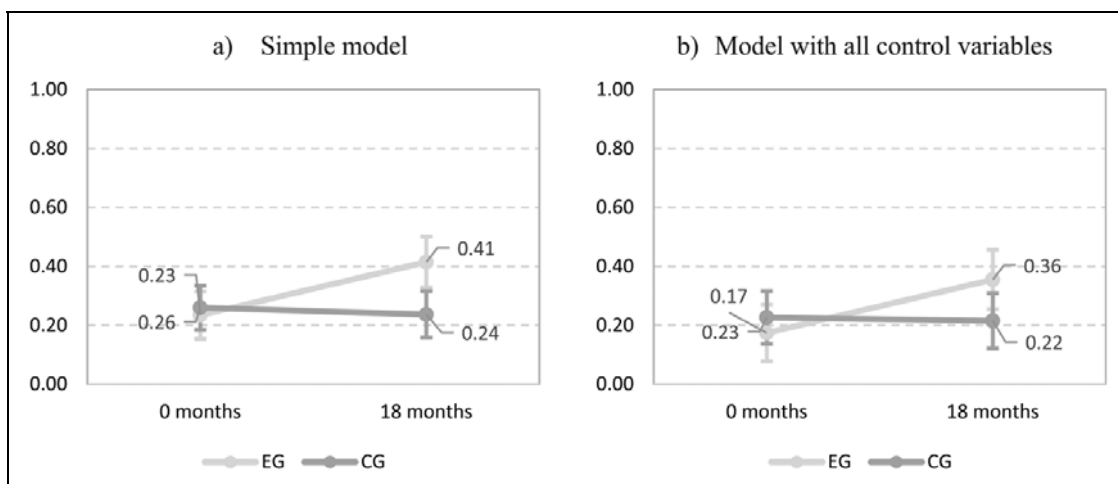 a) Simple model
1.00
0.80
0.60
0.40
0.20
0.00
0.23
0.26
0.41
0.24
0 months
18 months
EG
CG
b) Model with all control variables
1.00
0.80
0.60
0.40
0.20
0.00
0.17
0.23
0.36
0.22
0 months
18 months
EG
CG